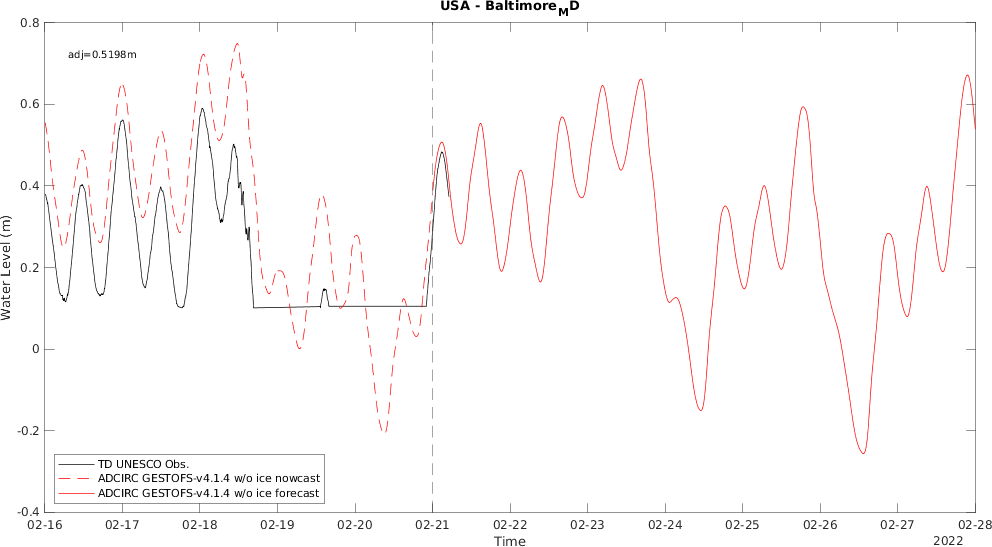 USA - Baltimore_MD
adj=0.5198m
0.8
0.6
0.4
0.2
0
-0.2
-0.4
Water Level (m)
TD UNESCO Obs.
ADCIRC GESTOFS-v4.1.4 w/o ice nowcast
ADCIRC GESTOFS-v4.1.4 w/o ice forecast
02-16 02-17 02-18 02-19 02-20 02-21 02-22 02-23 02-24 02-25 02-26 02-27 02-28
Time
2022